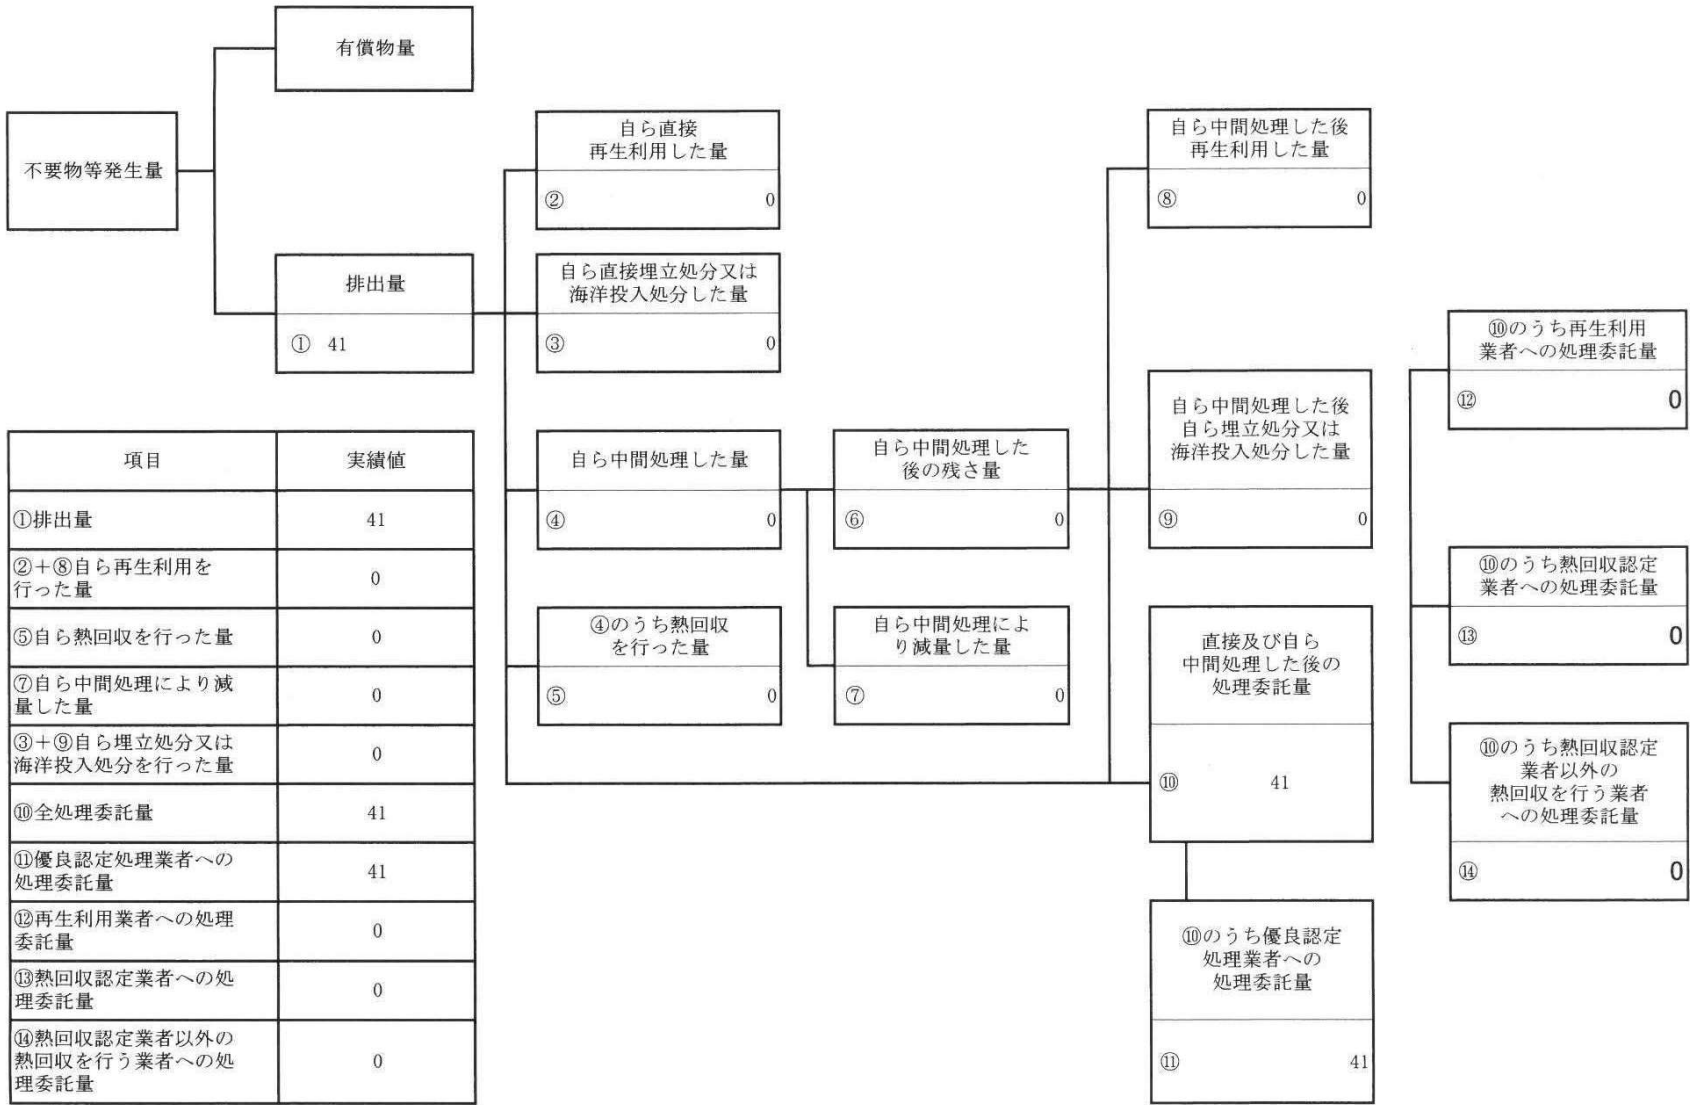 有償物量
不要物等発生量
排出量
① 41
自ら直接
再生利用した量
② 0
自ら直接埋立処分又は
海洋投入処分した量
③ 0
自ら中間処理した量
④ 0
④のうち熱回収
を行った量
⑤ 0
自ら中間処理した
後の残さ量
⑥ 0
自ら中間処理によ
り減量した量
⑦ 0
自ら中間処理した後
再生利用した量
⑧ 0
自ら中間処理した後
自ら埋立処分又は
海洋投入処分した量
⑨ 0
直接及び自ら
中間処理した後の
処理委託量
⑩ 41
⑩のうち優良認定
処理業者への
処理委託量
⑪ 41
⑩のうち再生利用
業者への処理委託量
⑫ 0
⑩のうち熱回収認定
業者への処理委託量
⑬ 0
⑩のうち熱回収認定
業者以外の
熱回収を行う業者
への処理委託量
⑭ 0
項目 実績値
①排出量 41
②+⑧自ら再生利用を
行った量 0
⑤自ら熱回収を行った量 0
⑦自ら中間処理により減
量した量 0
③+⑨自ら埋立処分又は
海洋投入処分を行った量 0
⑩全処理委託量 41
⑪優良認定処理業者への
処理委託量 41
⑫再生利用業者への処理
委託量 0
⑬熱回収認定業者への処
理委託量 0
⑭熱回収認定業者以外の
熱回収を行う業者への処
理委託量 0